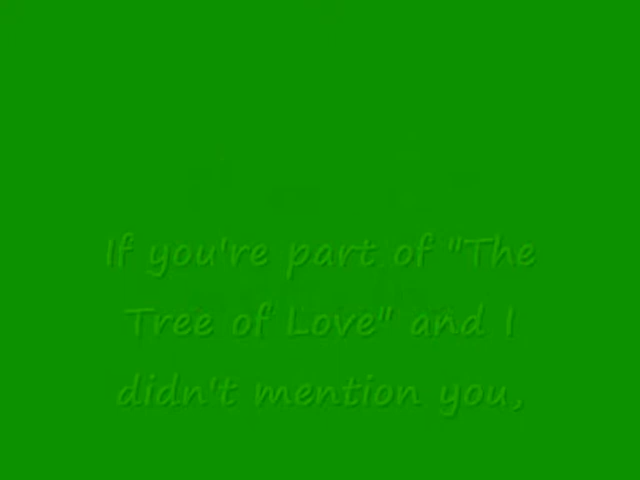 If you're part of "The
Tree of Love" and I
didn't mention you,